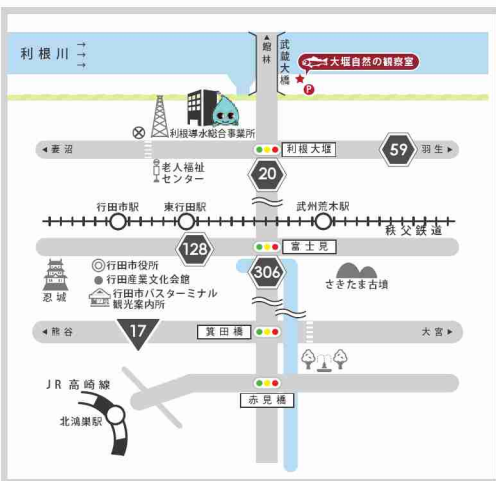 利根川
→
→
→
▲館林
武蔵大橋
大堰自然の観察室
P
利根導水総合事業所
◀妻沼
利根大堰
59
羽生▶
老人福祉
センター
20
行田市駅
東行田駅
武州荒木駅
秩父鉄道
128
富士見
◎行田市役所
●行田産業文化会館
行田市バスターミナル
観光案内所
忍城
306
さきたま古墳
◀熊谷
17
箕田橋
大宮▶
JR高崎線
赤見橋
北鴻巣駅